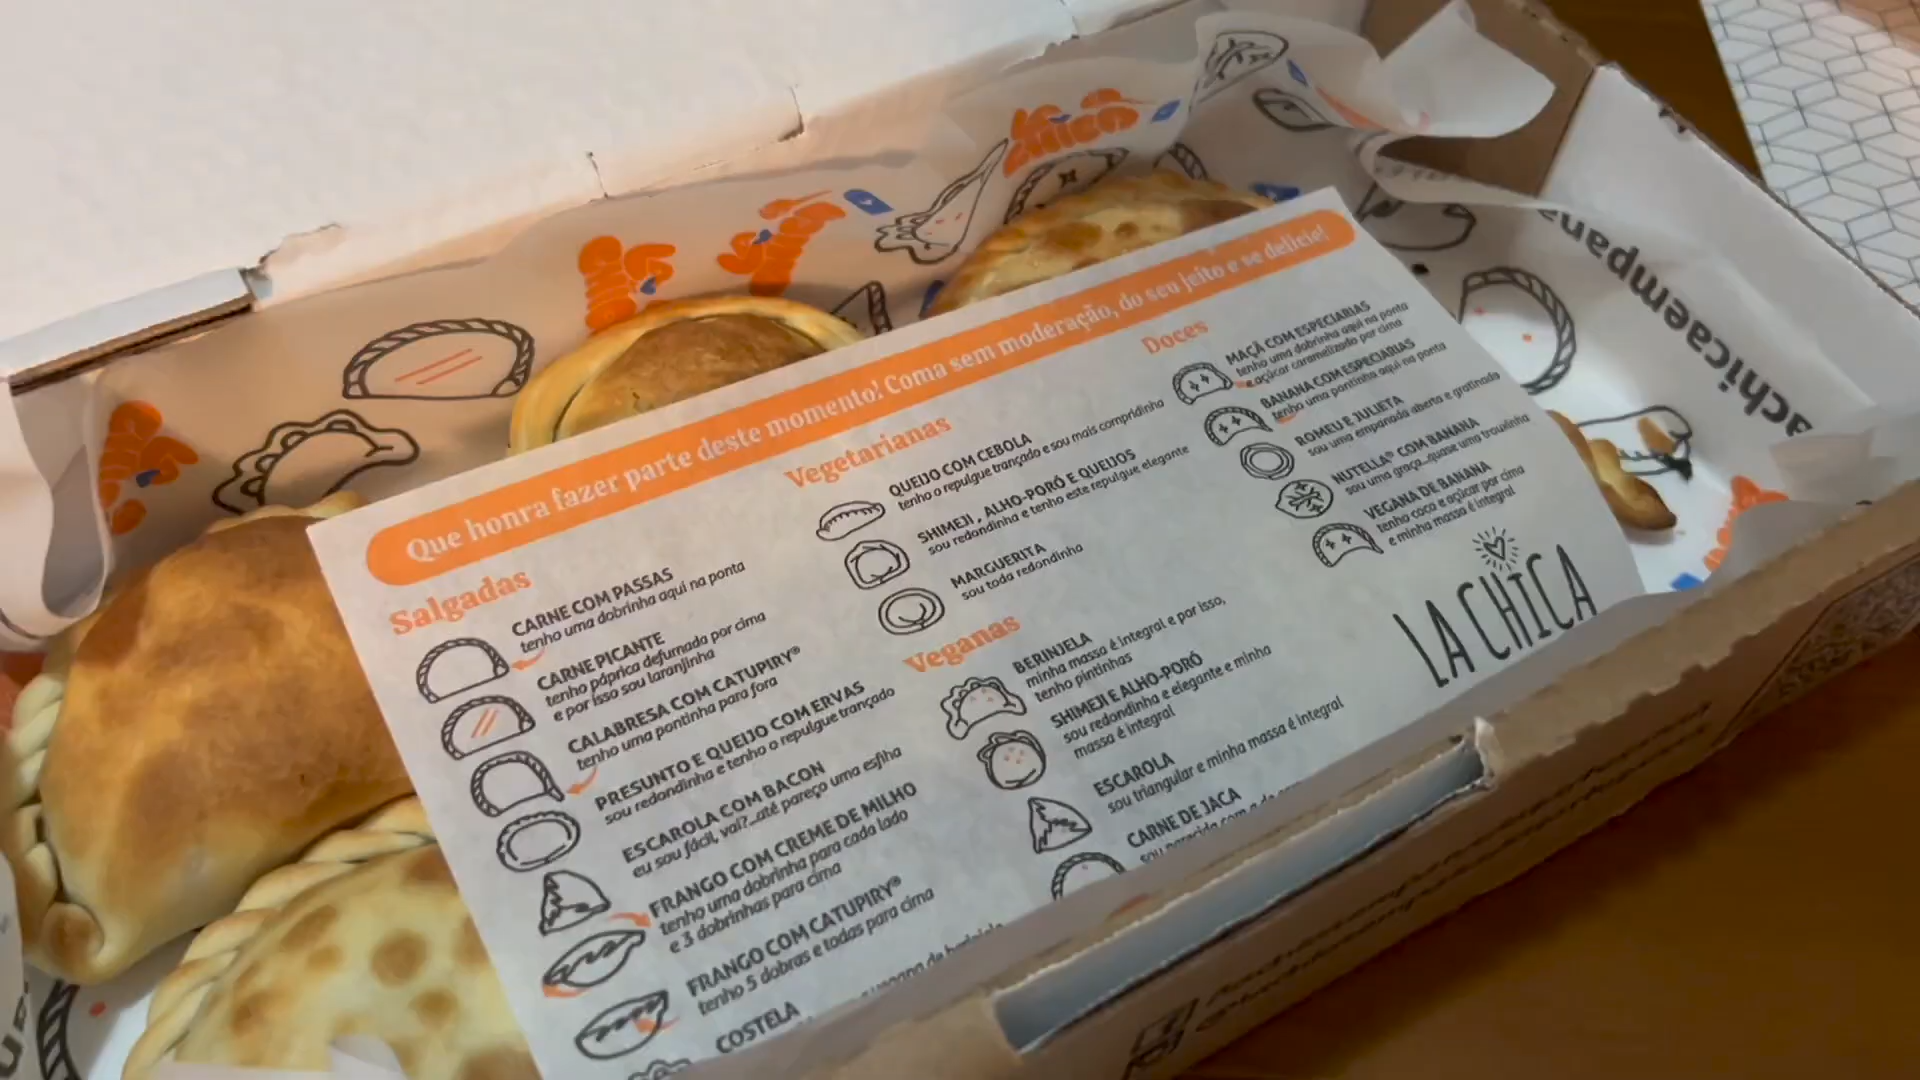 Que honra fazer parte deste momento! Coma sem moderação, do seu jeito e se delicie!
Salgadas
CARNE COM PASSAS
tenho uma dobrinha aqui na ponta
CARNE PICANTE
tenho páprica defumada por cima
e por isso sou laranjinha
CALABRESA COM CATUPIRY®
tenho uma pontinha para fora
PRESUNTO E QUEIJO COM ERVAS
sou redondinha e tenho o repulgue trançado
ESCAROLA COM BACON
eu sou fácil, vai?...até pareço uma esfiha
FRANGO COM CREME DE MILHO
tenho uma dobrinha para cada lado
e 3 dobrinhas para cima
FRANGO COM CATUPIRY®
tenho 5 dobras e todas para cima
COSTELA
Vegetarianas
QUEIJO COM CEBOLA
tenho o repulgue trançado e sou mais compridinha
SHIMEJI, ALHO-PORÓ E QUEIJOS
sou redondinha e tenho este repulgue elegante
MARGUERITA
sou toda redondinha
Veganas
BERINJELA
minha massa é integral e por isso,
tenho pintinhas
SHIMEJI E ALHO-PORÓ
sou redondinha e elegante e minha
massa é integral
ESCAROLA
sou triangular e minha massa é integral
CARNE DE JACA
Doces
MAÇÃ COM ESPECIARIAS
tenho uma dobrinha aqui na ponta
e açúcar caramelizado por cima
BANANA COM ESPECIARIAS
tenho uma pontinha aqui na ponta
ROMEU E JULIETA
sou uma empanada aberta e gratinada
NUTELLA® COM BANANA
sou uma graça...quase uma trouxinha
VEGANA DE BANANA
tenho coco e açúcar por cima
e minha massa é integral
LA CHICA
la chica
achicaempana